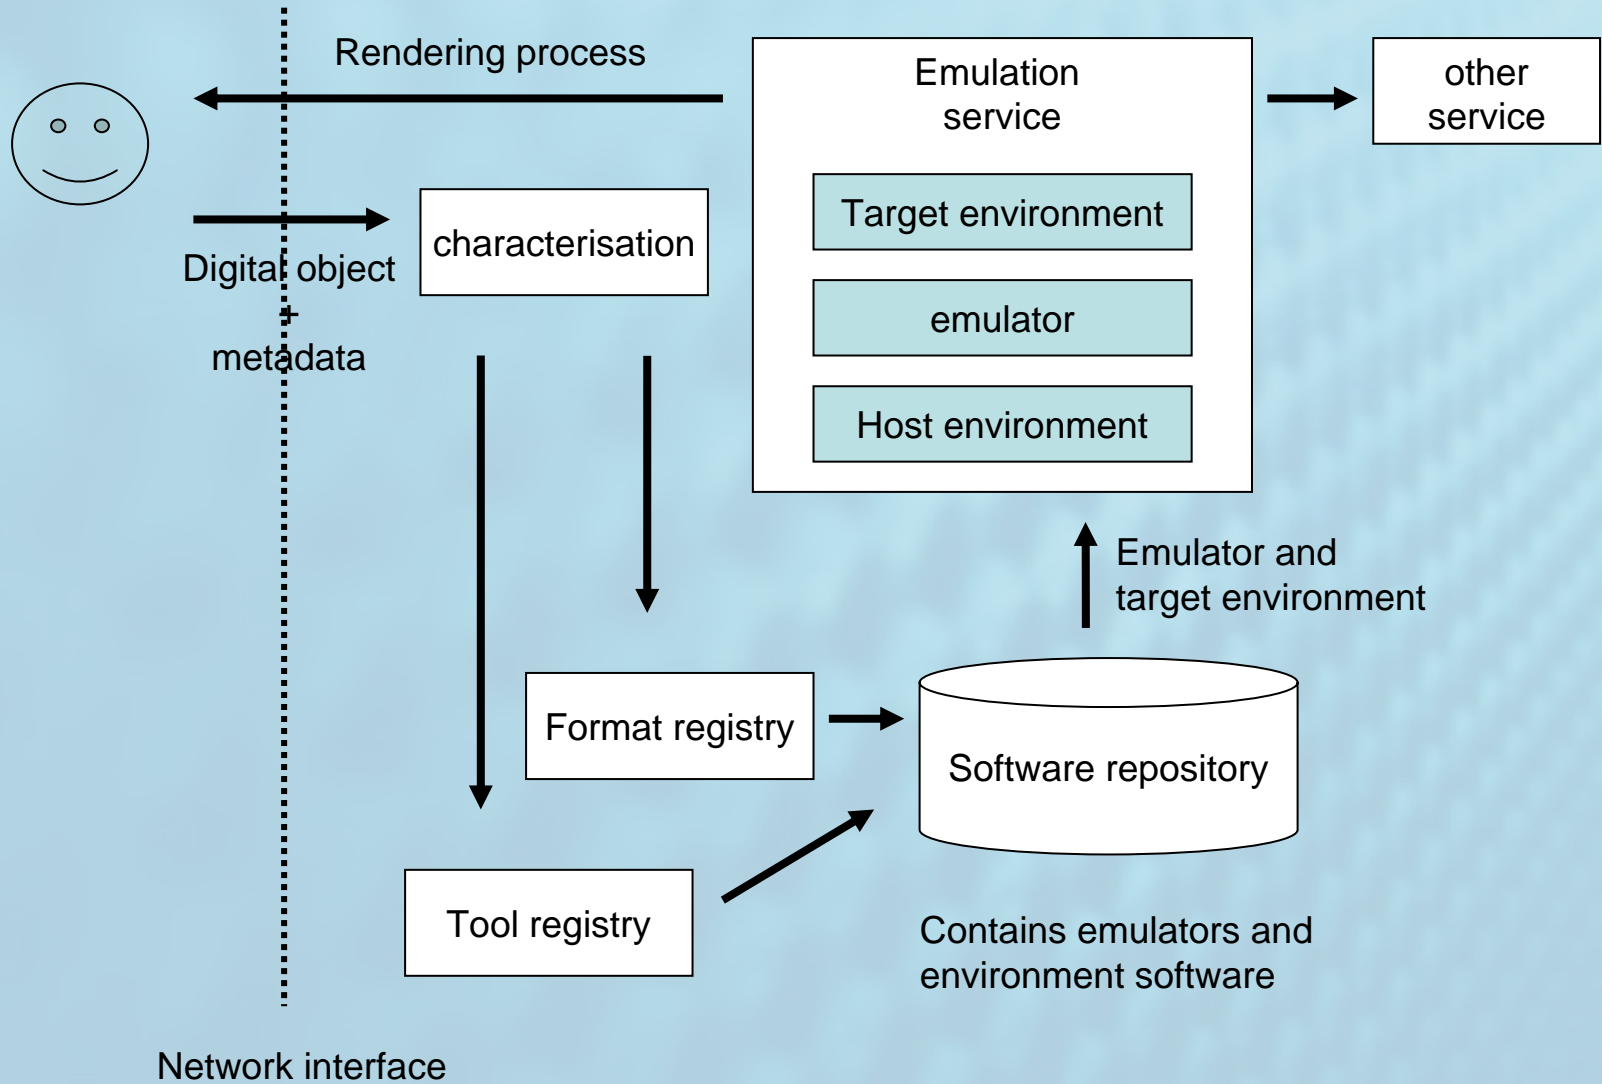 Rendering process
Emulation
service
other
service
Target environment
characterisation
Digital object
+
metadata
emulator
Host environment
Emulator and
target environment
Format registry
Software repository
Tool registry
Contains emulators and
environment software
Network interface